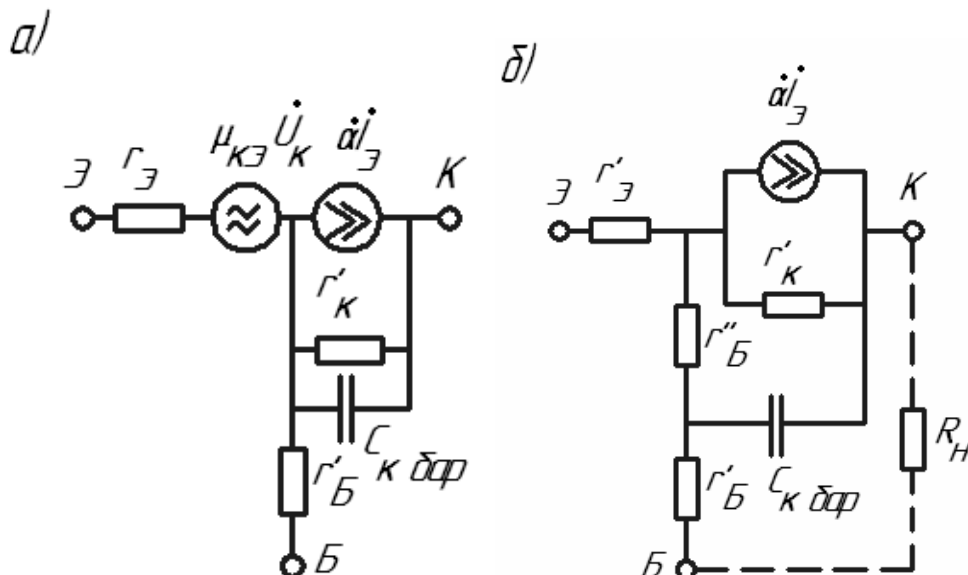 а)
Э r_Э μ_КЭ U̇_К α̇İ_Э К
r'_К
C_К бар
r'_Б
Б
б)
α̇İ_Э
Э r'_Э К
r'_К
r''_Б
R_Н
r'_Б C_К бар
Б